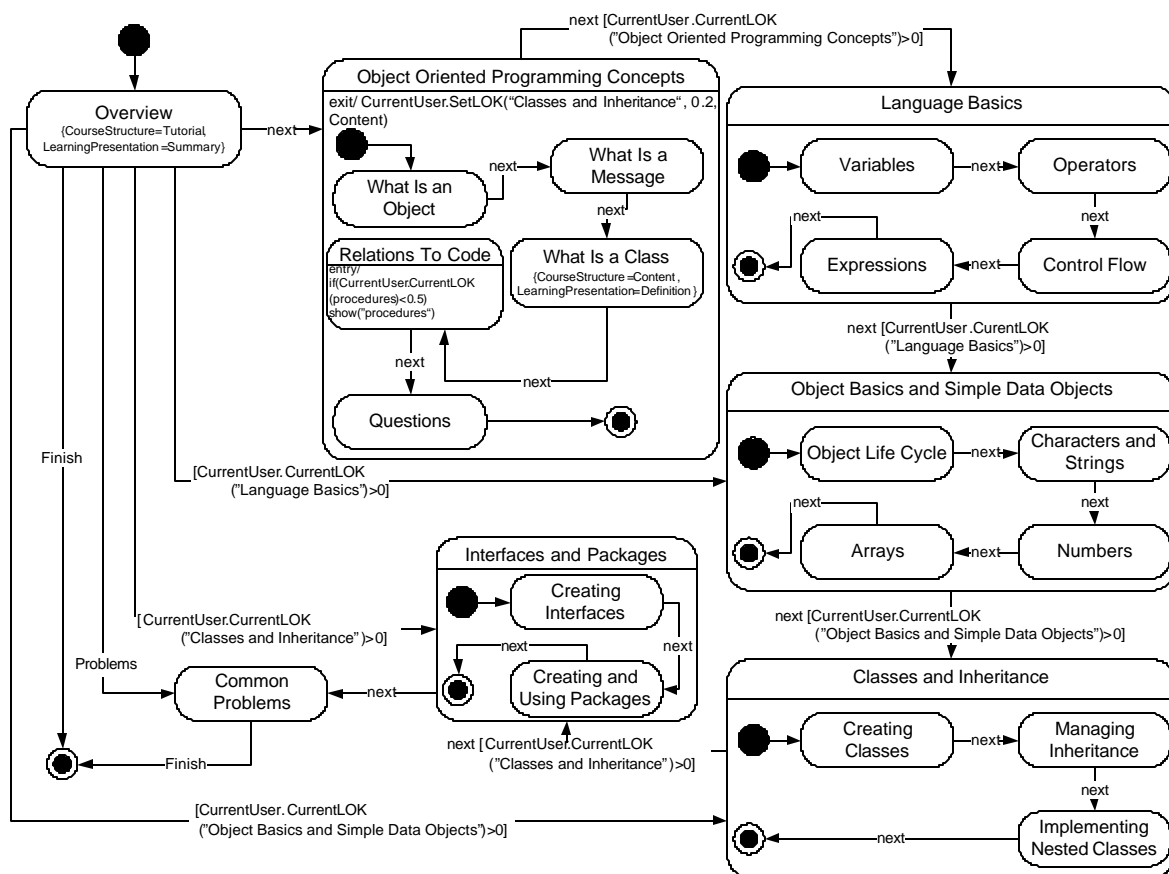 next [CurrentUser.CurrentLOK
("Object Oriented Programming Concepts")>0]
Overview
{CourseStructure=Tutorial,
LearningPresentation=Summary}
next
Object Oriented Programming Concepts
exit/ CurrentUser.SetLOK("Classes and Inheritance", 0.2,
Content)
What Is an
Object
next
What Is a
Message
next
What Is a Class
{CourseStructure=Content,
LearningPresentation=Definition}
next
Relations To Code
entry/
if(CurrentUser.CurrentLOK
(procedures)<0.5)
show("procedures")
next
Questions
Language Basics
Variables
next
Operators
next
Control Flow
next
Expressions
next
next [CurrentUser.CurentLOK
("Language Basics")>0]
Object Basics and Simple Data Objects
Object Life Cycle
next
Characters and
Strings
next
Numbers
next
Arrays
next
Finish
[CurrentUser.CurrentLOK
("Language Basics")>0]
Interfaces and Packages
Creating
Interfaces
next
Creating and
Using Packages
next
[CurrentUser.CurrentLOK
("Classes and Inheritance")>0]
Problems
Common
Problems
next
Finish
next [CurrentUser.CurrentLOK
("Object Basics and Simple Data Objects")>0]
Classes and Inheritance
Creating
Classes
next
Managing
Inheritance
next
Implementing
Nested Classes
next
next [CurrentUser.CurrentLOK
("Classes and Inheritance")>0]
[CurrentUser.CurrentLOK
("Object Basics and Simple Data Objects")>0]